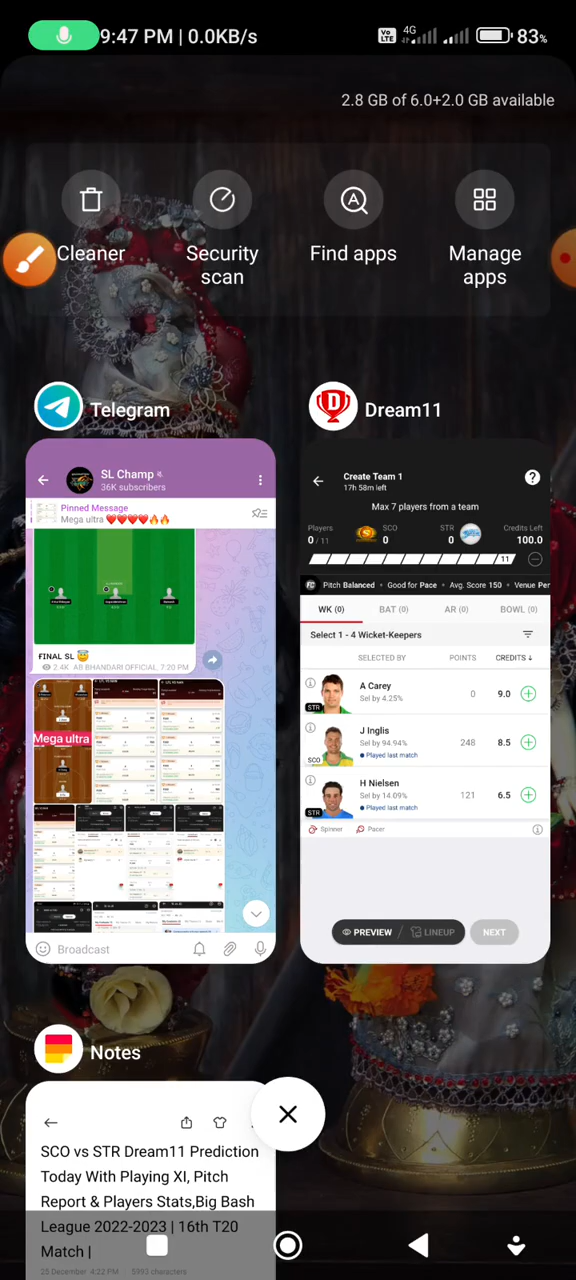 9:47 PM | 0.0KB/s
Vo LTE 4G 83%
2.8 GB of 6.0+2.0 GB available
Cleaner
Security scan
Find apps
Manage apps
Telegram
Dream11
SL Champ
36K subscribers
Pinned Message
Mega ultra ❤❤❤❤🔥🔥
FINAL SL 😇
2.4K AB BHANDARI OFFICIAL, 7:20 PM
Mega ultra
Broadcast
Create Team 1
17h 58m left
Max 7 players from a team
Players
0 / 11
SCO
0
STR
0
Credits Left
100.0
11
FC Pitch Balanced • Good for Pace • Avg. Score 150 • Venue Per
WK (0) BAT (0) AR (0) BOWL (0)
Select 1 - 4 Wicket-Keepers
SELECTED BY POINTS CREDITS ↓
A Carey
Sel by 4.25%
STR
0 9.0
J Inglis
Sel by 94.94%
Played last match
SCO
248 8.5
H Nielsen
Sel by 14.09%
Played last match
STR
121 6.5
Spinner Pacer
PREVIEW / LINEUP NEXT
Notes
SCO vs STR Dream11 Prediction
Today With Playing XI, Pitch
Report & Players Stats,Big Bash
League 2022-2023 | 16th T20
Match |
25 December 4:22 PM 5993 characters